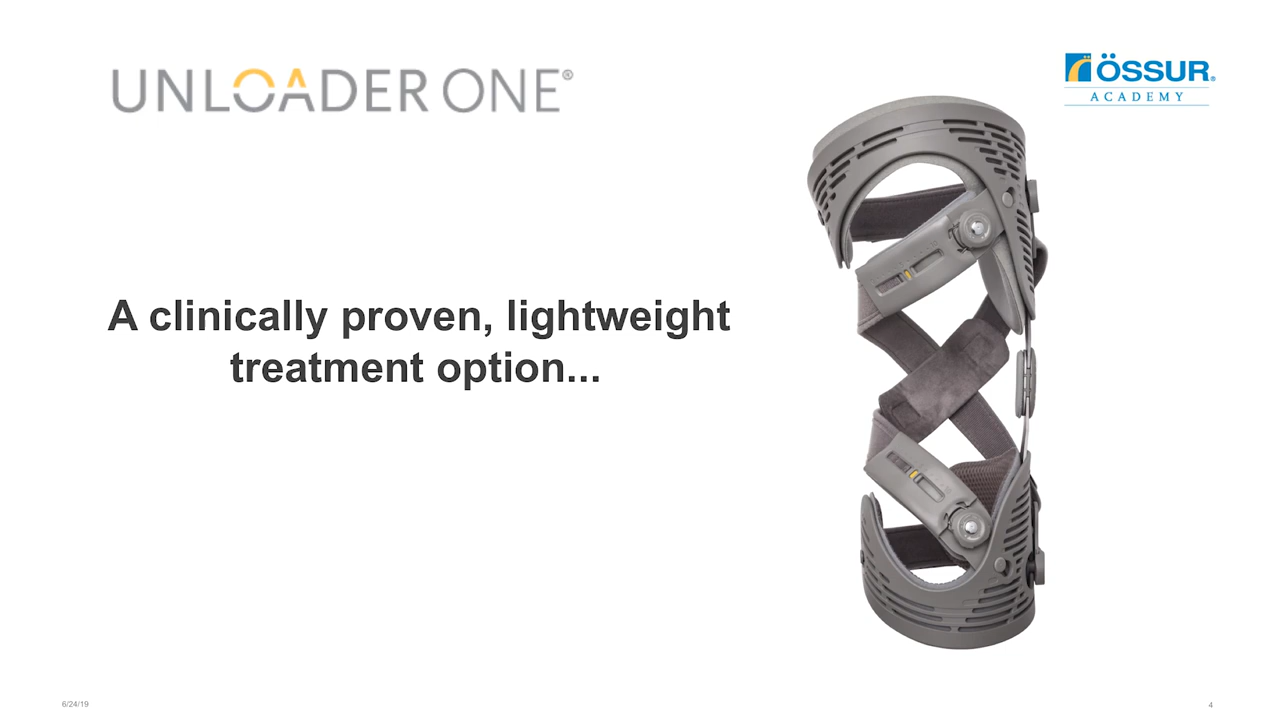 UNLOADER ONE®
ÖSSUR®
ACADEMY
A clinically proven, lightweight
treatment option...
6/24/19
4